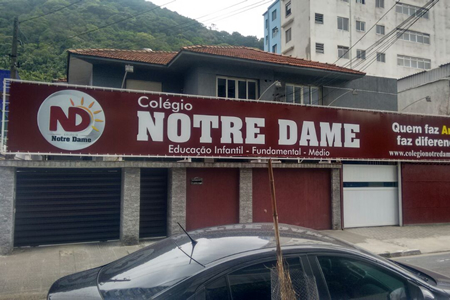 ND
Notre Dame
Colégio
NOTRE DAME
Educação Infantil - Fundamental - Médio
Quem faz
faz diferen
www.colegionotredam